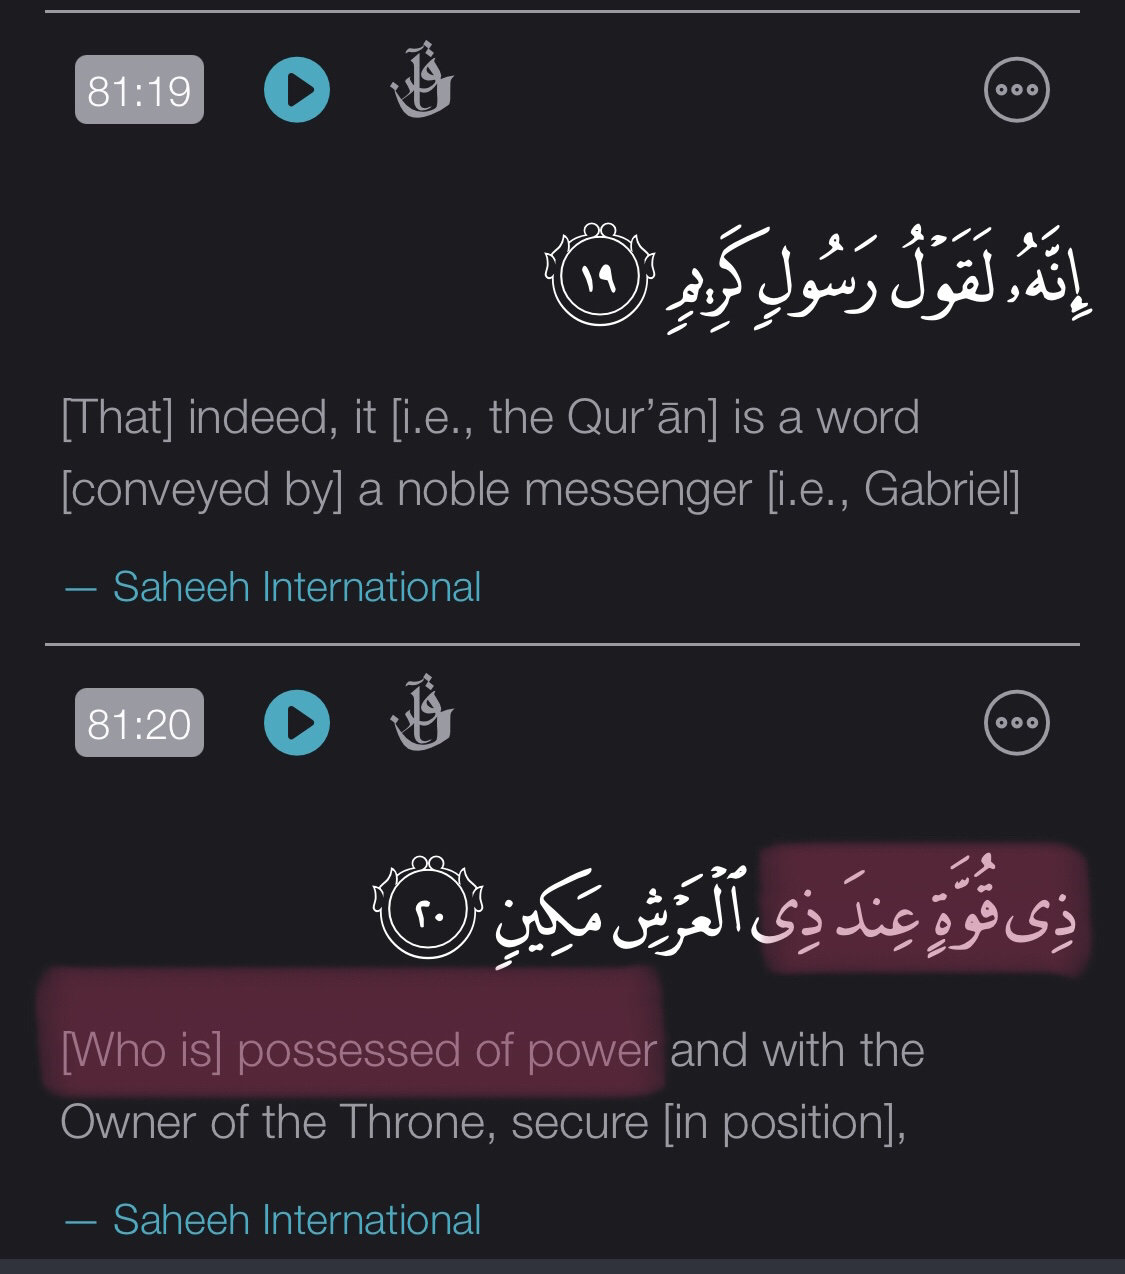 81:19
إِنَّهُۥ لَقَوۡلُ رَسُولٖ كَرِيمٖ ١٩
[That] indeed, it [i.e., the Qur’ān] is a word
[conveyed by] a noble messenger [i.e., Gabriel]
— Saheeh International
81:20
ذِي قُوَّةٍ عِندَ ذِي ٱلۡعَرۡشِ مَكِينٖ ٢٠
[Who is] possessed of power and with the
Owner of the Throne, secure [in position],
— Saheeh International